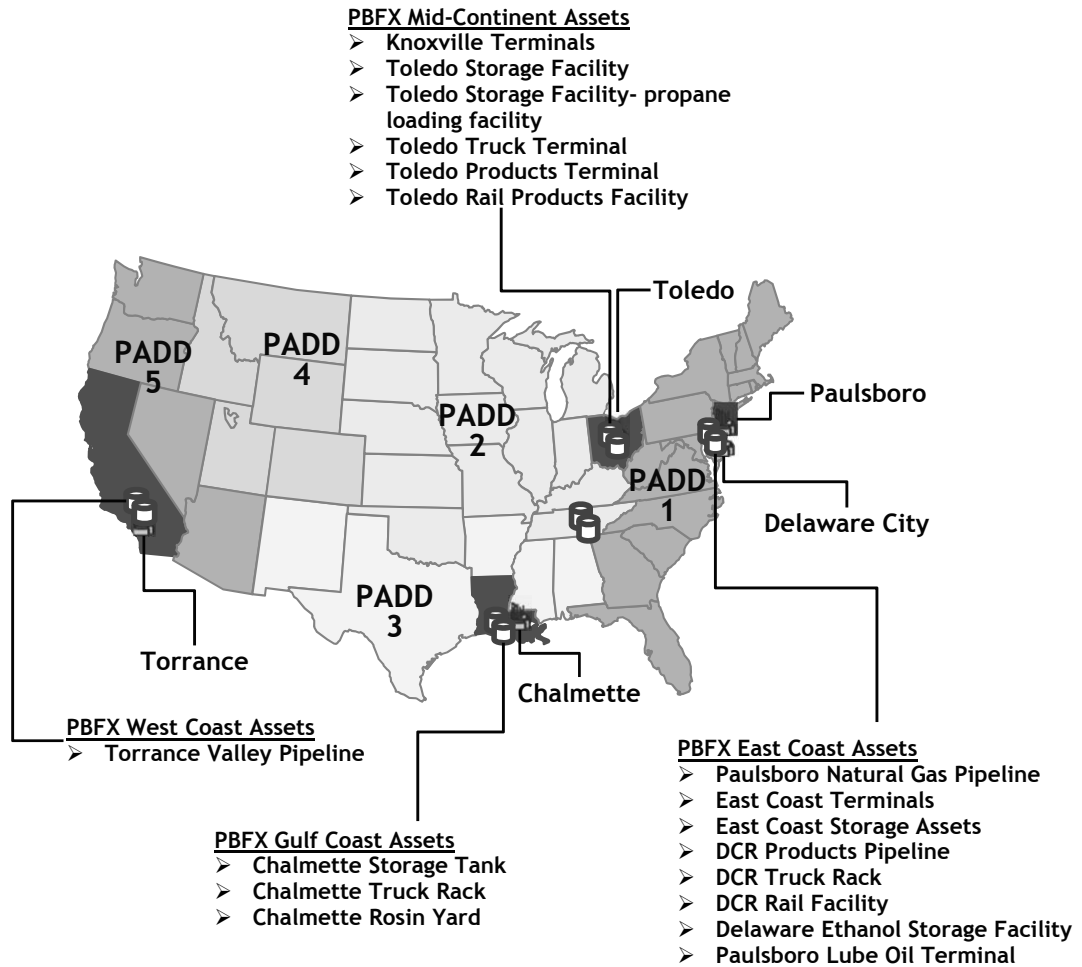 PBFX Mid-Continent Assets
➢ Knoxville Terminals
➢ Toledo Storage Facility
➢ Toledo Storage Facility- propane
loading facility
➢ Toledo Truck Terminal
➢ Toledo Products Terminal
➢ Toledo Rail Products Facility
Toledo
PADD
5
PADD
4
PADD
2
Paulsboro
PADD
1
Delaware City
PADD
3
Torrance
Chalmette
PBFX West Coast Assets
➢ Torrance Valley Pipeline
PBFX Gulf Coast Assets
➢ Chalmette Storage Tank
➢ Chalmette Truck Rack
➢ Chalmette Rosin Yard
PBFX East Coast Assets
➢ Paulsboro Natural Gas Pipeline
➢ East Coast Terminals
➢ East Coast Storage Assets
➢ DCR Products Pipeline
➢ DCR Truck Rack
➢ DCR Rail Facility
➢ Delaware Ethanol Storage Facility
➢ Paulsboro Lube Oil Terminal